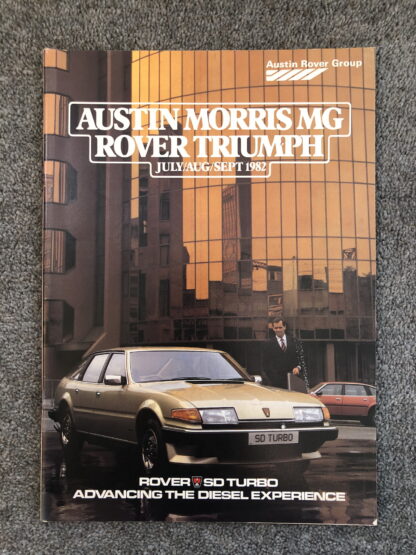 Austin Rover Group
AUSTIN MORRIS MG
ROVER TRIUMPH
JULY/AUG/SEPT 1982
SD TURBO
ROVER SD TURBO
ADVANCING THE DIESEL EXPERIENCE